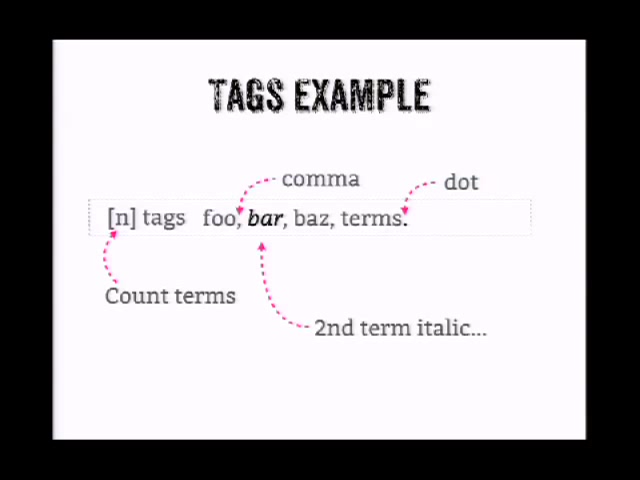 TAGS EXAMPLE
comma
dot
[n] tags foo, bar, baz, terms.
Count terms
2nd term italic...